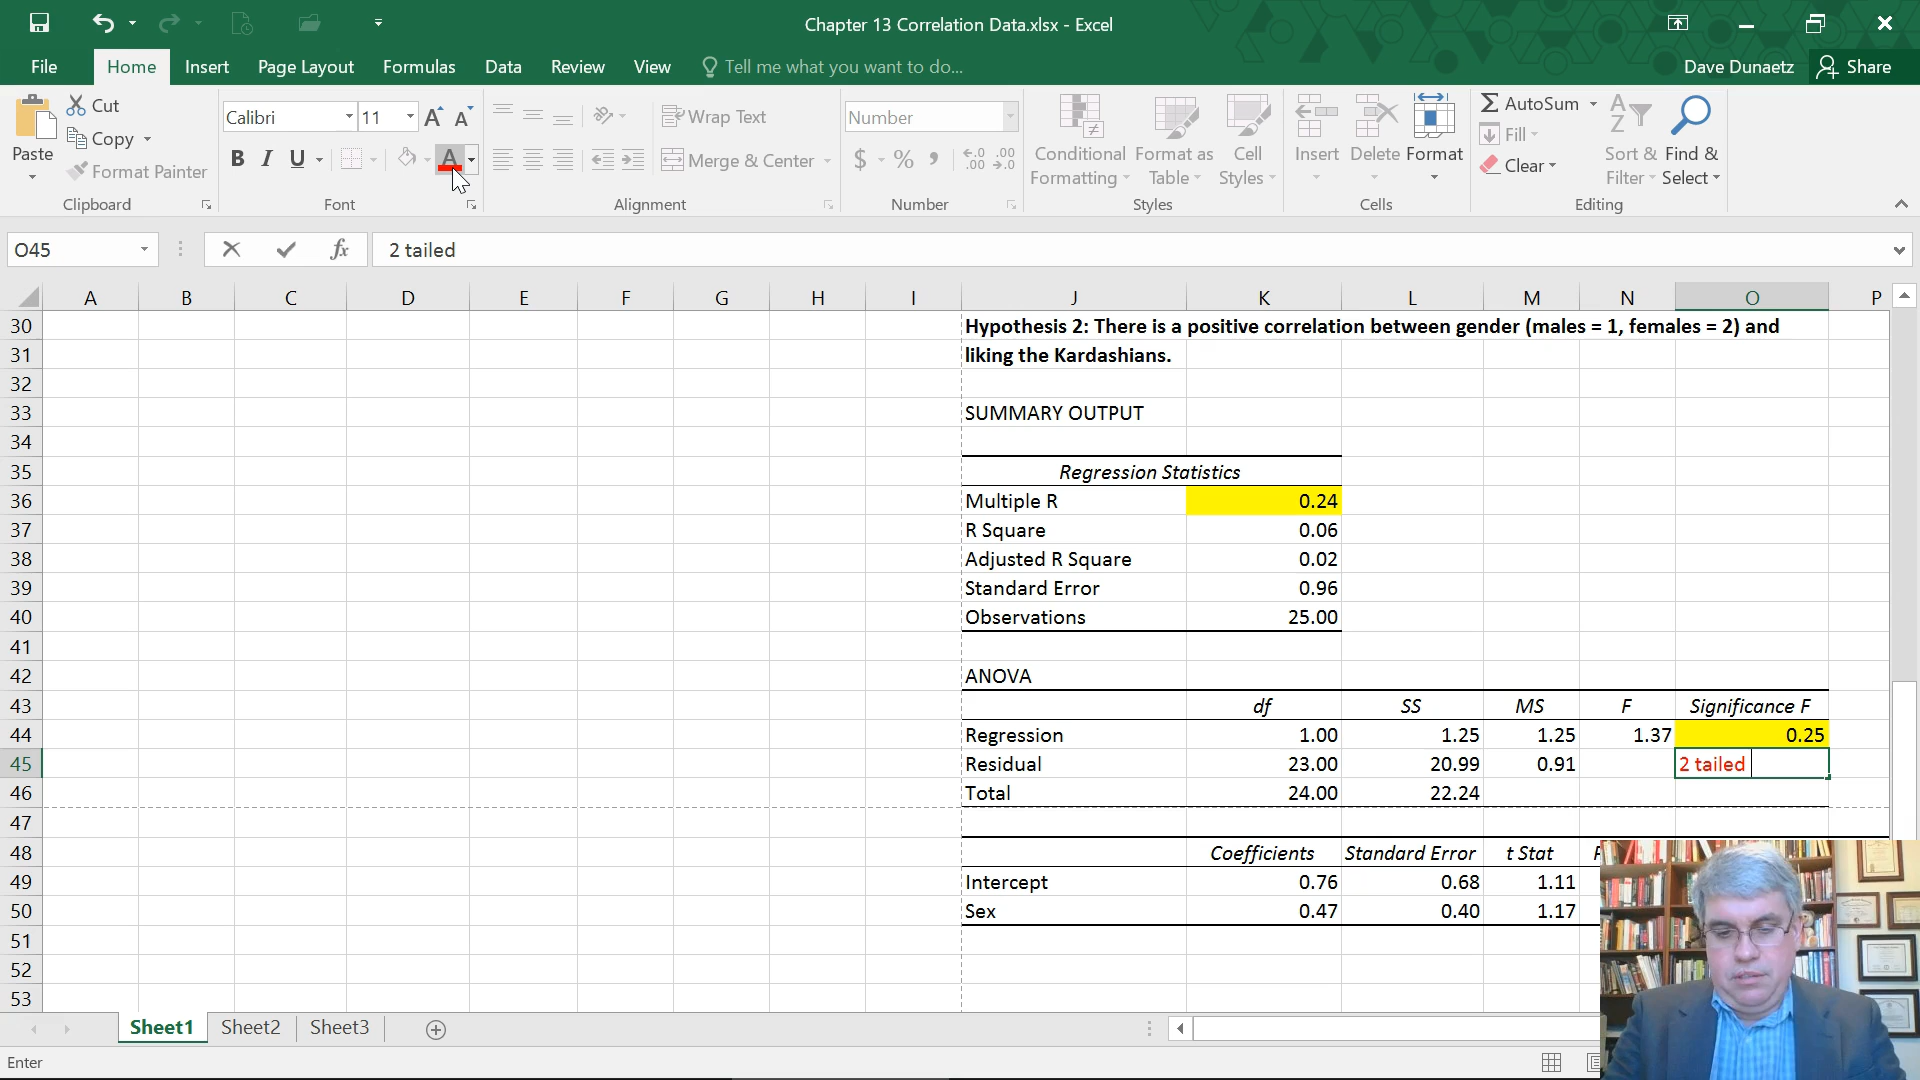 Chapter 13 Correlation Data.xlsx - Excel
File Home Insert Page Layout Formulas Data Review View Tell me what you want to do... Dave Dunaetz Share
Paste Cut Copy Format Painter Clipboard
Calibri 11 B I U A Font
Wrap Text Merge & Center Alignment
Number $ % Number
Conditional Formatting Format as Table Cell Styles Styles
Insert Delete Format Cells
AutoSum Fill Clear Sort & Filter Find & Select Editing
O45 fx 2 tailed
A B C D E F G H I J K L M N O P
30 Hypothesis 2: There is a positive correlation between gender (males = 1, females = 2) and
31 liking the Kardashians.
32
33 SUMMARY OUTPUT
34
35 Regression Statistics
36 Multiple R 0.24
37 R Square 0.06
38 Adjusted R Square 0.02
39 Standard Error 0.96
40 Observations 25.00
41
42 ANOVA
43 df SS MS F Significance F
44 Regression 1.00 1.25 1.25 1.37 0.25
45 Residual 23.00 20.99 0.91 2 tailed
46 Total 24.00 22.24
47
48 Coefficients Standard Error t Stat
49 Intercept 0.76 0.68 1.11
50 Sex 0.47 0.40 1.17
51
52
53
Sheet1 Sheet2 Sheet3
Enter